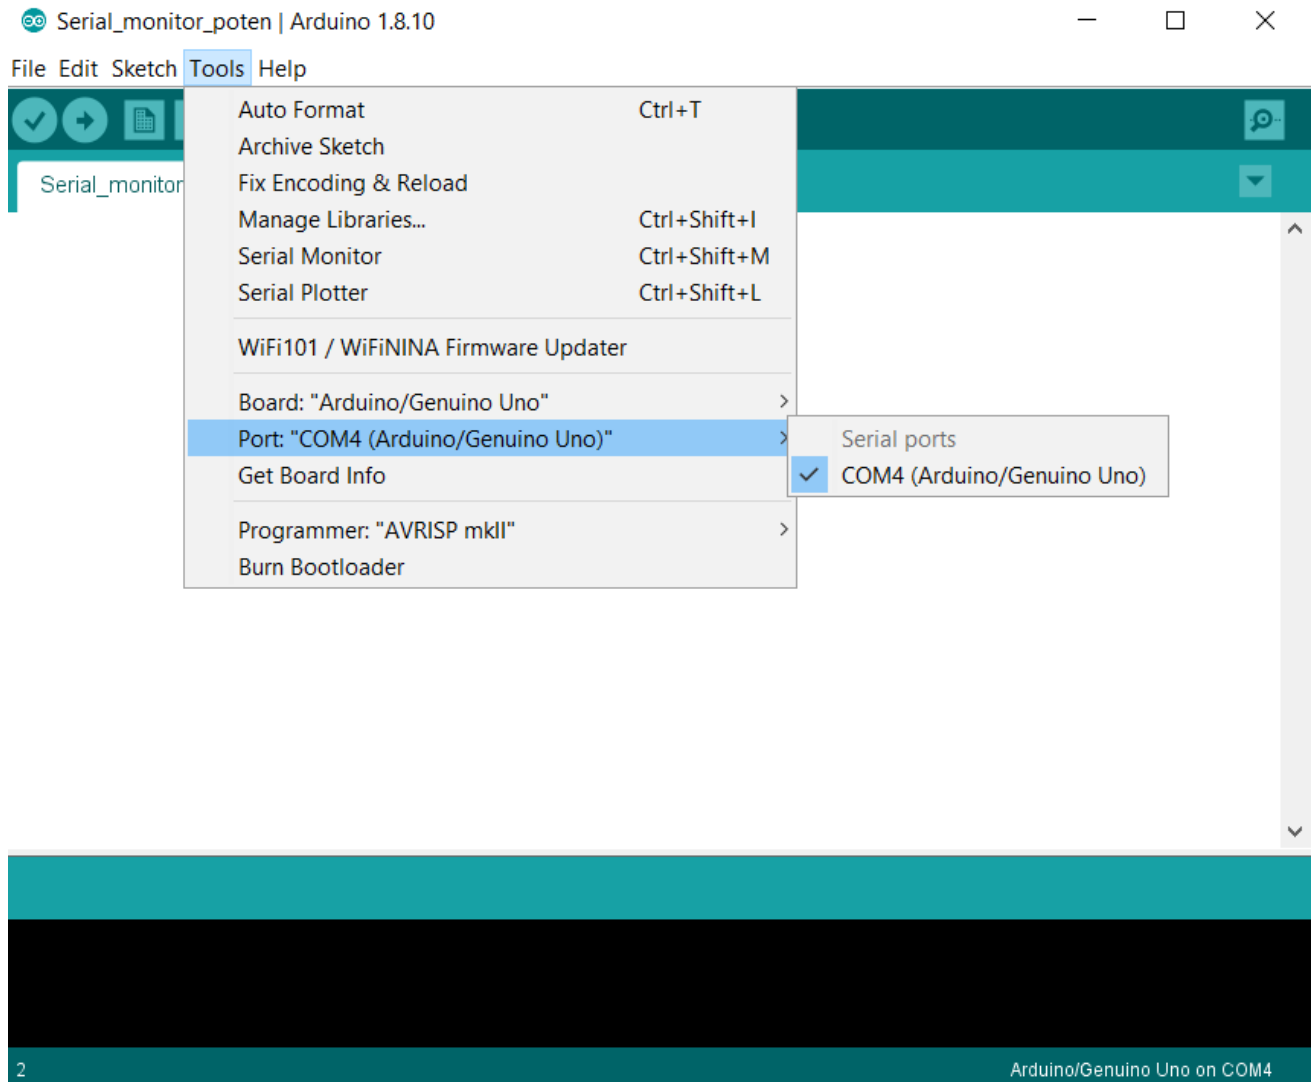 Serial_monitor_poten | Arduino 1.8.10
File Edit Sketch Tools Help
Serial_monitor
Auto Format Ctrl+T
Archive Sketch
Fix Encoding & Reload
Manage Libraries... Ctrl+Shift+I
Serial Monitor Ctrl+Shift+M
Serial Plotter Ctrl+Shift+L
WiFi101 / WiFiNINA Firmware Updater
Board: "Arduino/Genuino Uno"
Port: "COM4 (Arduino/Genuino Uno)"
Serial ports
COM4 (Arduino/Genuino Uno)
Get Board Info
Programmer: "AVRISP mkII"
Burn Bootloader
2 Arduino/Genuino Uno on COM4